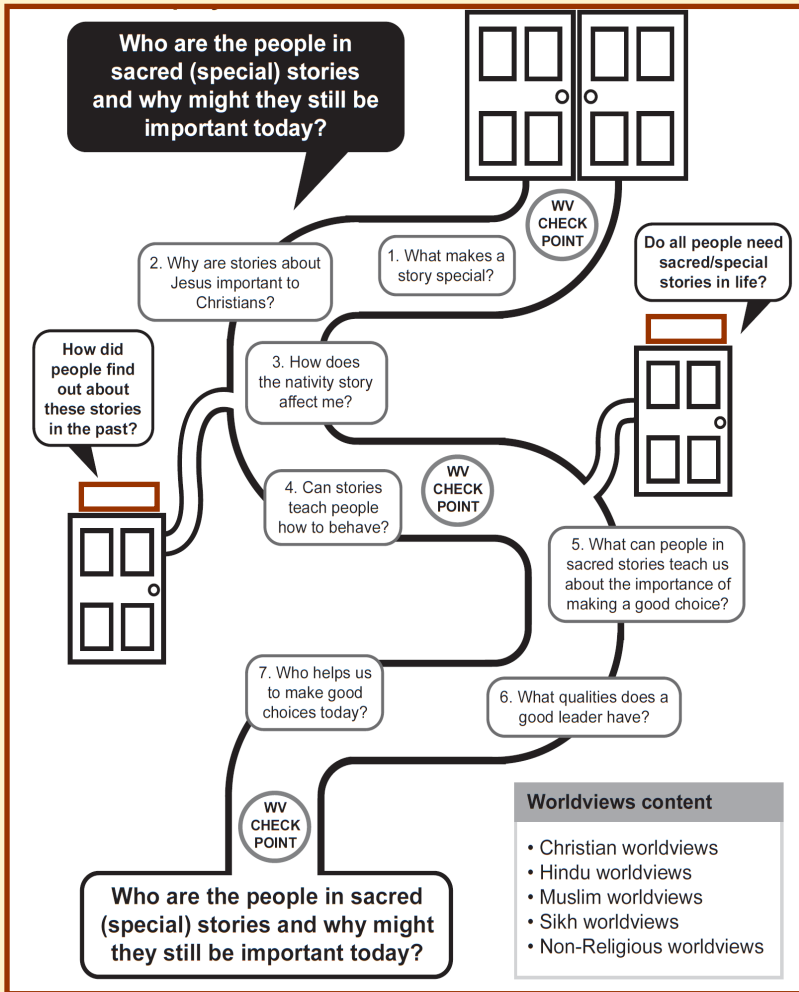 Who are the people in
sacred (special) stories
and why might they still be
important today?
WV
CHECK
POINT
1. What makes a
story special?
2. Why are stories about
Jesus important to
Christians?
Do all people need
sacred/special
stories in life?
How did
people find
out about
these stories
in the past?
3. How does
the nativity story
affect me?
WV
CHECK
POINT
4. Can stories
teach people
how to behave?
5. What can people in
sacred stories teach us
about the importance of
making a good choice?
6. What qualities does a
good leader have?
7. Who helps us
to make good
choices today?
WV
CHECK
POINT
Who are the people in sacred
(special) stories and why might
they still be important today?
Worldviews content
• Christian worldviews
• Hindu worldviews
• Muslim worldviews
• Sikh worldviews
• Non-Religious worldviews